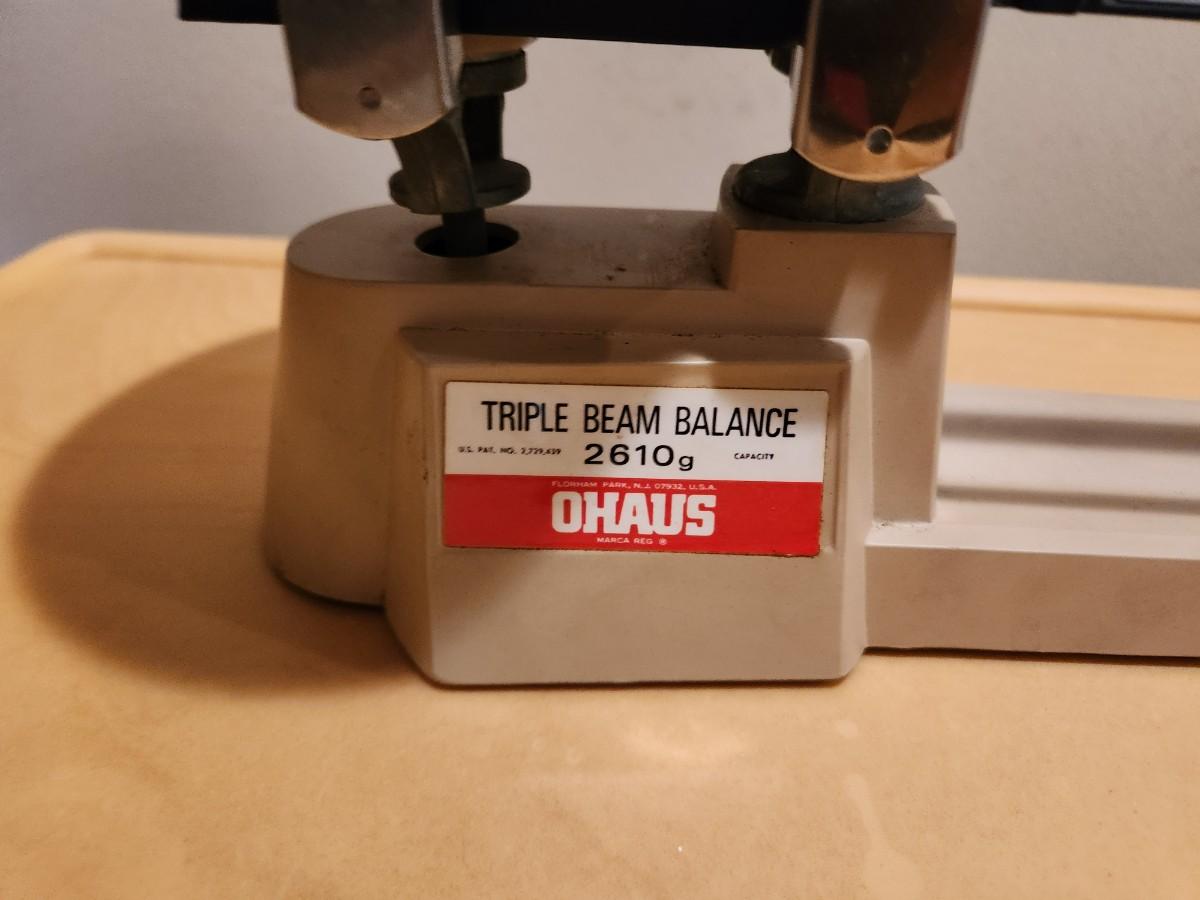 TRIPLE BEAM BALANCE
U.S. PAT. NO. 2,729,439 2610g CAPACITY
FLORHAM PARK, N.J. 07932, U.S.A.
OHAUS
MARCA REG ®